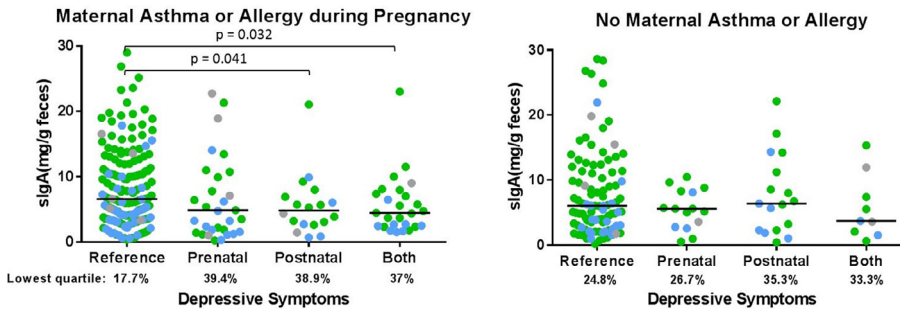 Maternal Asthma or Allergy during Pregnancy
p = 0.032
p = 0.041
sIgA(mg/g feces)
30
20
10
0
Reference Prenatal Postnatal Both
Lowest quartile: 17.7% 39.4% 38.9% 37%
Depressive Symptoms
No Maternal Asthma or Allergy
sIgA(mg/g feces)
30
20
10
0
Reference Prenatal Postnatal Both
24.8% 26.7% 35.3% 33.3%
Depressive Symptoms